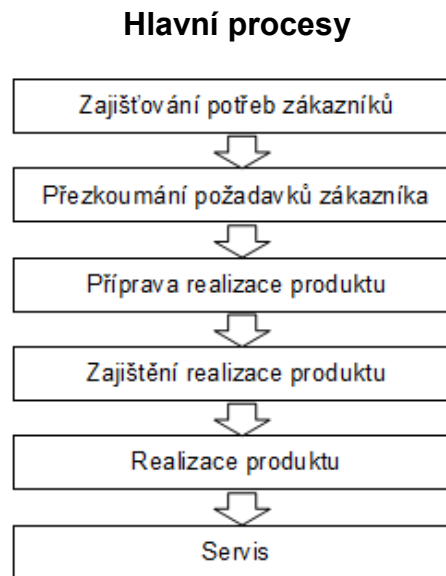 Hlavní procesy
Zajišťování potřeb zákazníků
Přezkoumání požadavků zákazníka
Příprava realizace produktu
Zajištění realizace produktu
Realizace produktu
Servis